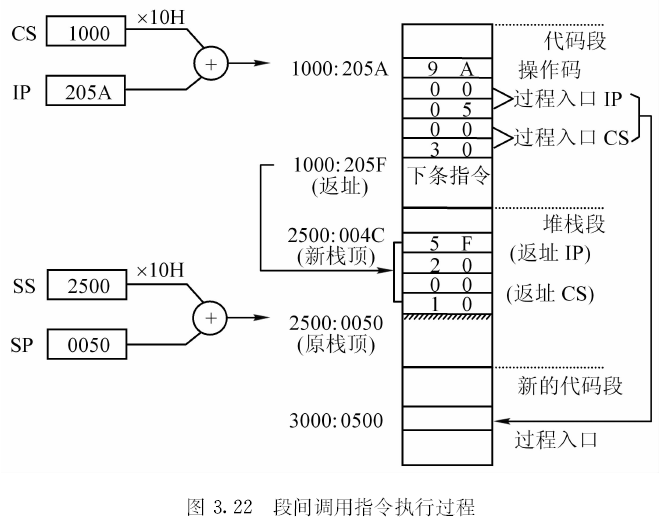 CS 1000 ×10H
+
IP 205A
1000:205A
代码段
9 A 操作码
0 0
0 5
过程入口 IP
0 0
3 0
过程入口 CS
1000:205F
(返址)
下条指令
堆栈段
2500:004C
(新栈顶)
5 F
2 0
(返址 IP)
0 0
1 0
(返址 CS)
SS 2500 ×10H
+
SP 0050
2500:0050
(原栈顶)
新的代码段
3000:0500
过程入口
图 3.22 段间调用指令执行过程